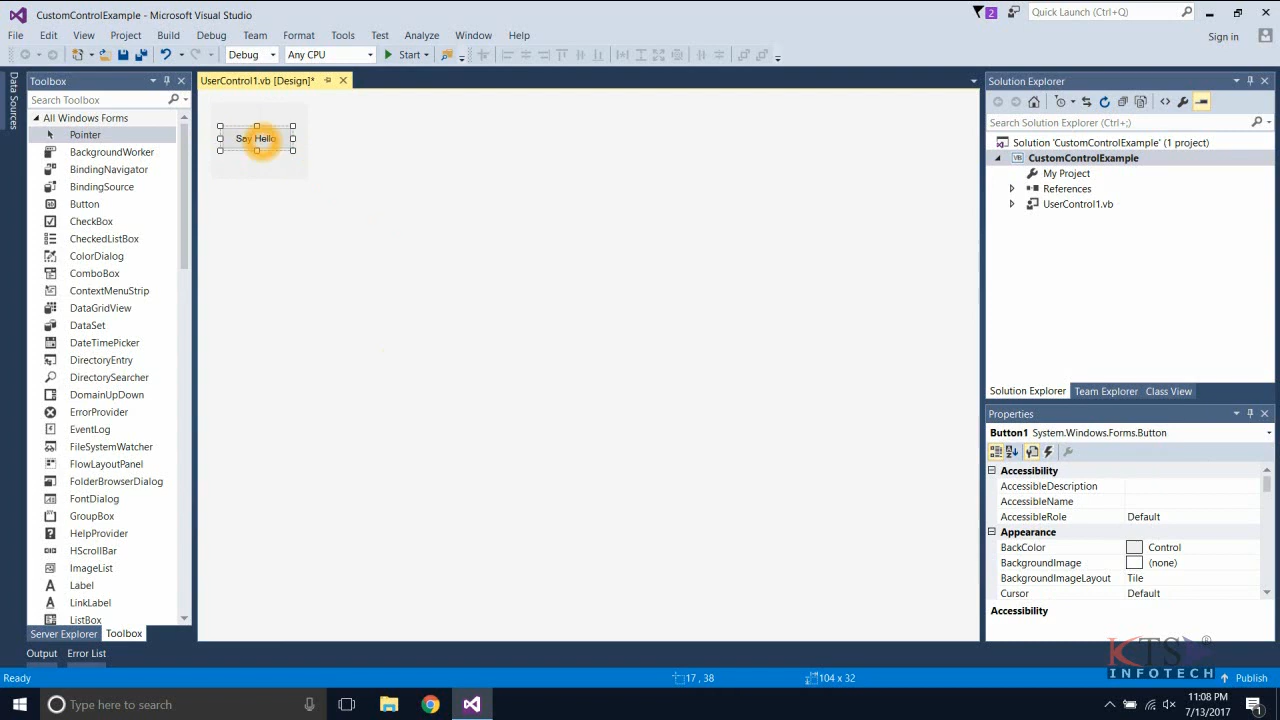 CustomControlExample - Microsoft Visual Studio
2
Quick Launch (Ctrl+Q)
File Edit View Project Build Debug Team Format Tools Test Analyze Window Help
Sign in
Debug Any CPU Start
Data Sources
Toolbox
Search Toolbox
All Windows Forms
Pointer
BackgroundWorker
BindingNavigator
BindingSource
Button
CheckBox
CheckedListBox
ColorDialog
ComboBox
ContextMenuStrip
DataGridView
DataSet
DateTimePicker
DirectoryEntry
DirectorySearcher
DomainUpDown
ErrorProvider
EventLog
FileSystemWatcher
FlowLayoutPanel
FolderBrowserDialog
FontDialog
GroupBox
HelpProvider
HScrollBar
ImageList
Label
LinkLabel
ListBox
Server Explorer Toolbox
UserControl1.vb [Design]*
Say Hello
Solution Explorer
Search Solution Explorer (Ctrl+;)
Solution 'CustomControlExample' (1 project)
VB CustomControlExample
My Project
References
UserControl1.vb
Solution Explorer Team Explorer Class View
Properties
Button1 System.Windows.Forms.Button
Accessibility
AccessibleDescription
AccessibleName
AccessibleRole Default
Appearance
BackColor Control
BackgroundImage (none)
BackgroundImageLayout Tile
Cursor Default
Accessibility
KTS
INFOTECH
Output Error List
Ready 17 , 38 104 x 32 Publish
Type here to search
11:08 PM
7/13/2017
1